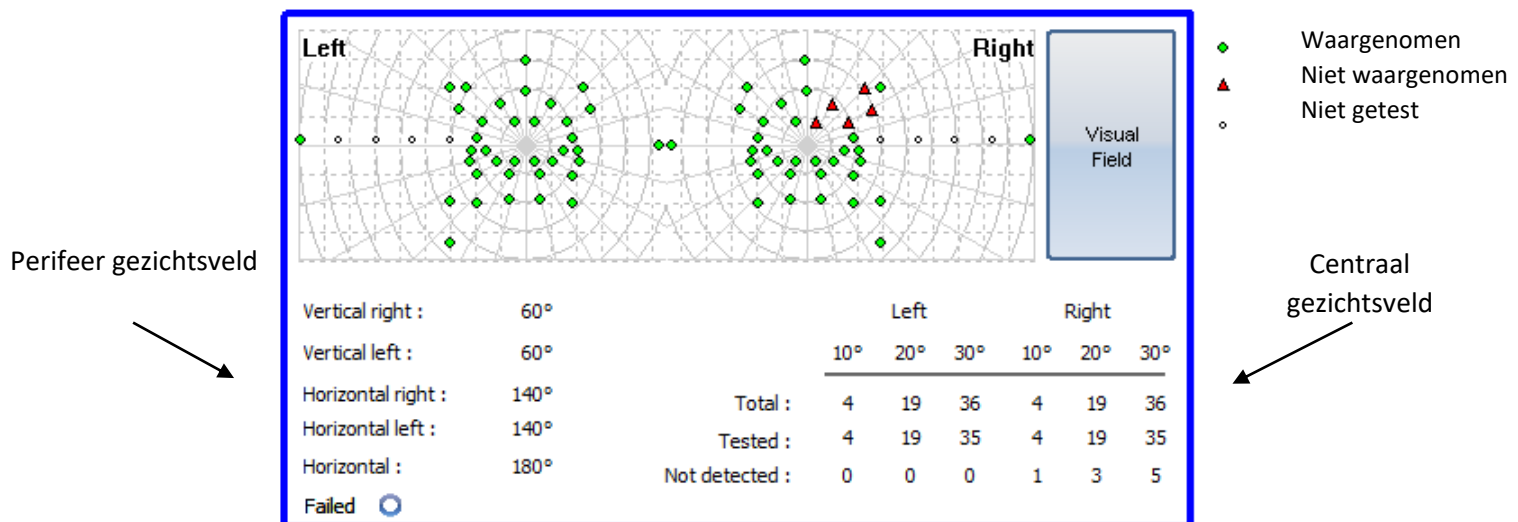 Left
Right
Visual
Field
Waargenomen
Niet waargenomen
Niet getest
Perifeer gezichtsveld
Centraal
gezichtsveld
Vertical right : 60°
Vertical left : 60°
Horizontal right : 140°
Horizontal left : 140°
Horizontal : 180°
Failed
Left Right
10° 20° 30° 10° 20° 30°
Total : 4 19 36 4 19 36
Tested : 4 19 35 4 19 35
Not detected : 0 0 0 1 3 5